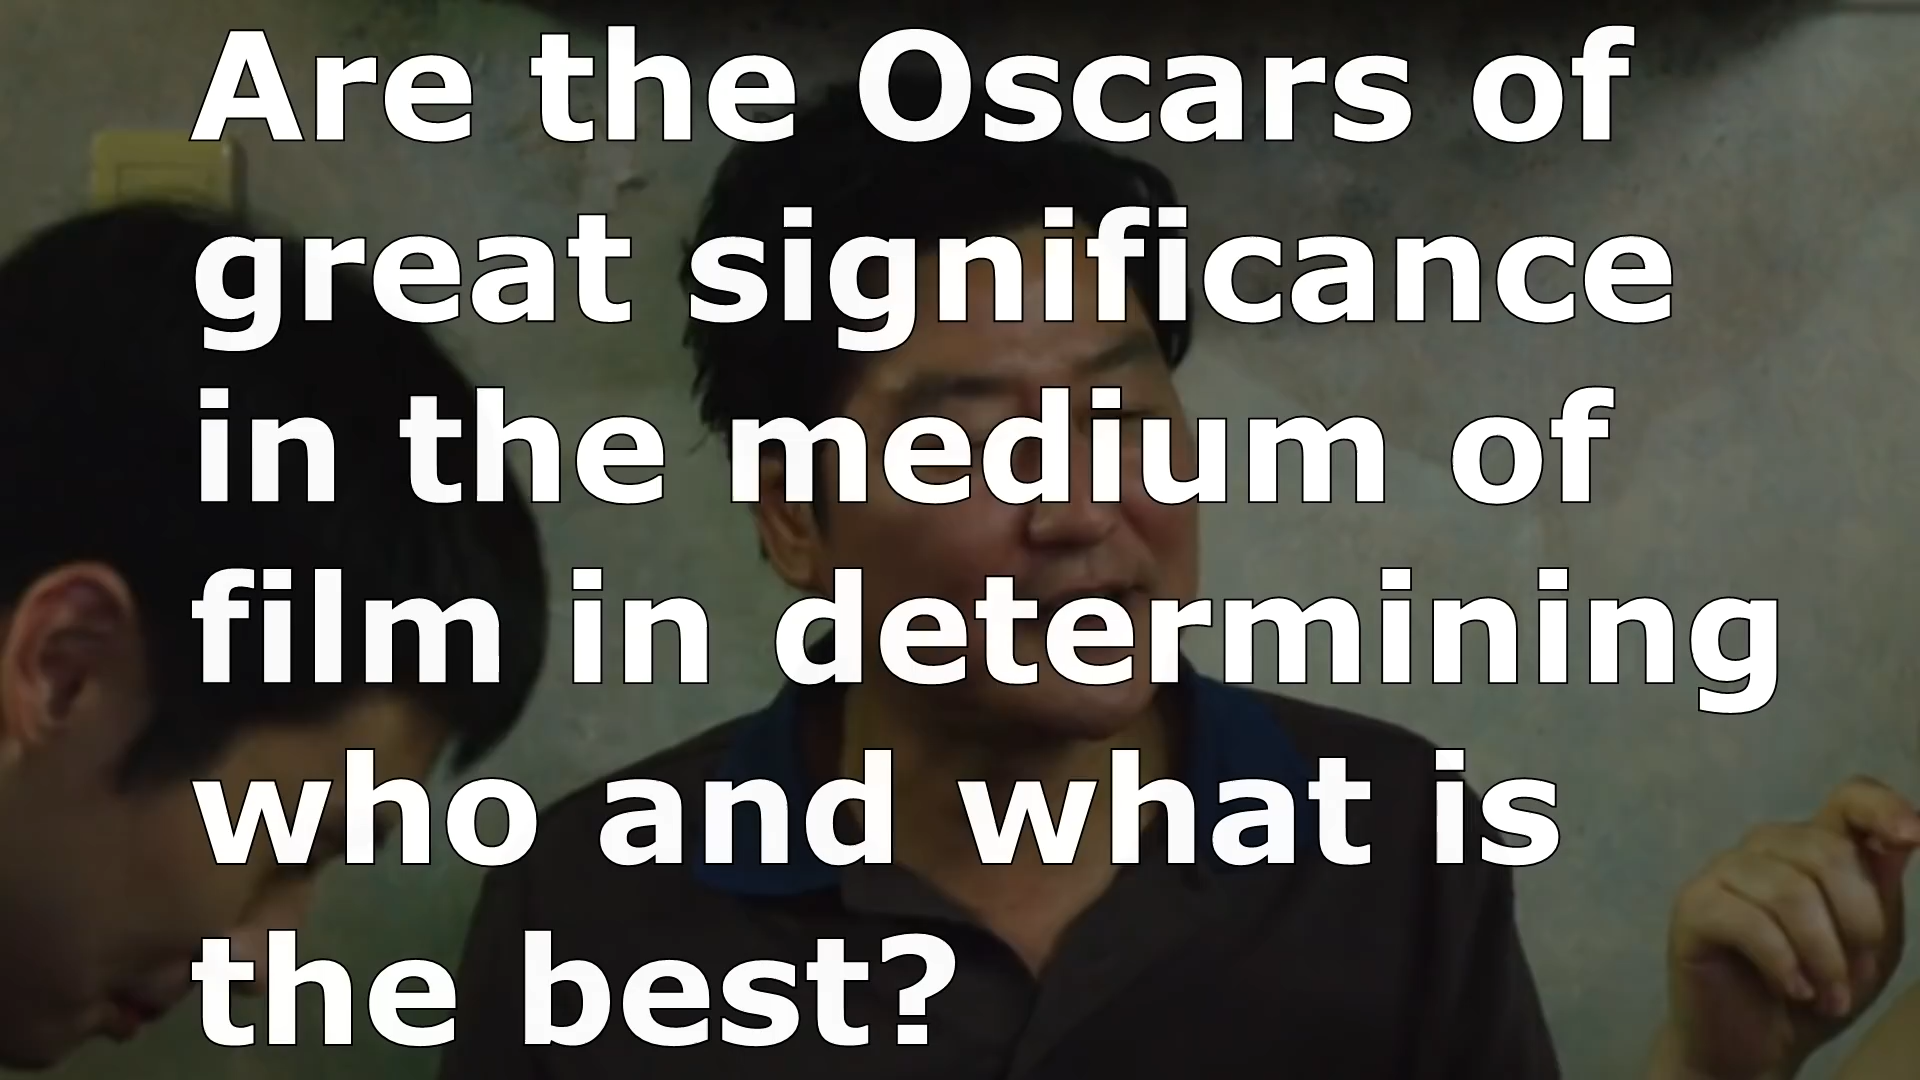 Are the Oscars of
great significance
in the medium of
film in determining
who and what is
the best?